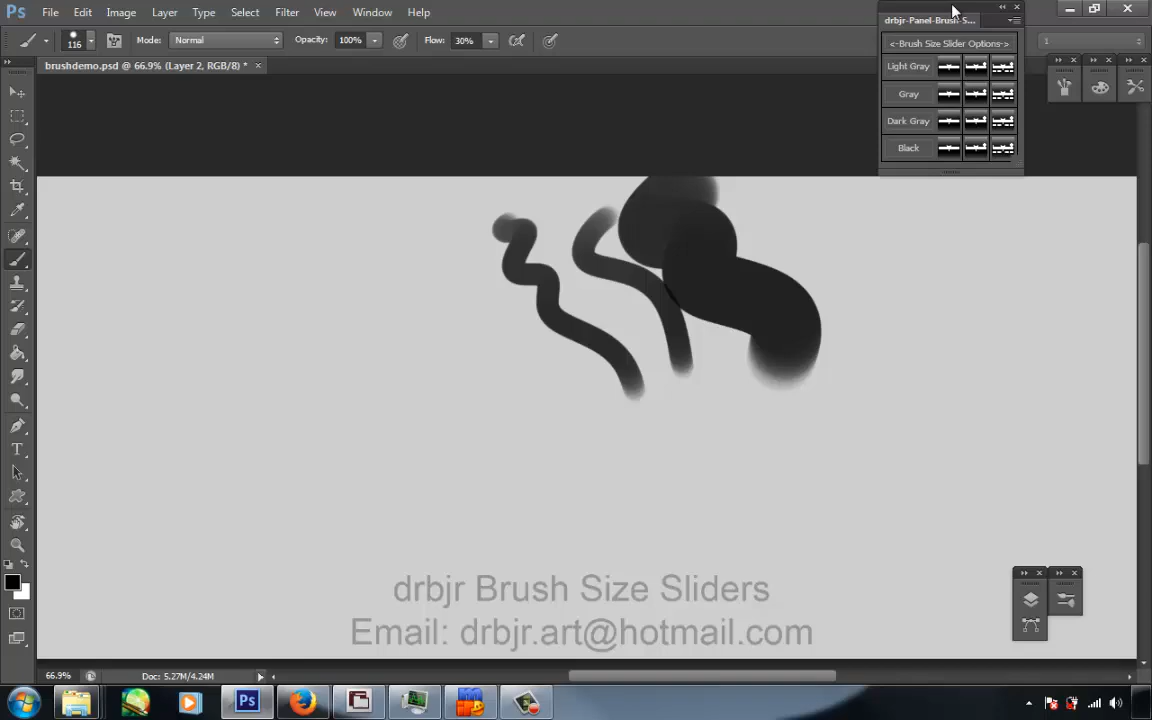 Ps File Edit Image Layer Type Select Filter View Window Help
116 Mode: Normal Opacity: 100% Flow: 30% 1
drbjr-Panel-Brush-S...
brushdemo.psd @ 66.9% (Layer 2, RGB/8) *
<-Brush Size Slider Options->
Light Gray
Gray
Dark Gray
Black
drbjr Brush Size Sliders
Email: drbjr.art@hotmail.com
66.9% Doc: 5.27M/4.24M
Ps